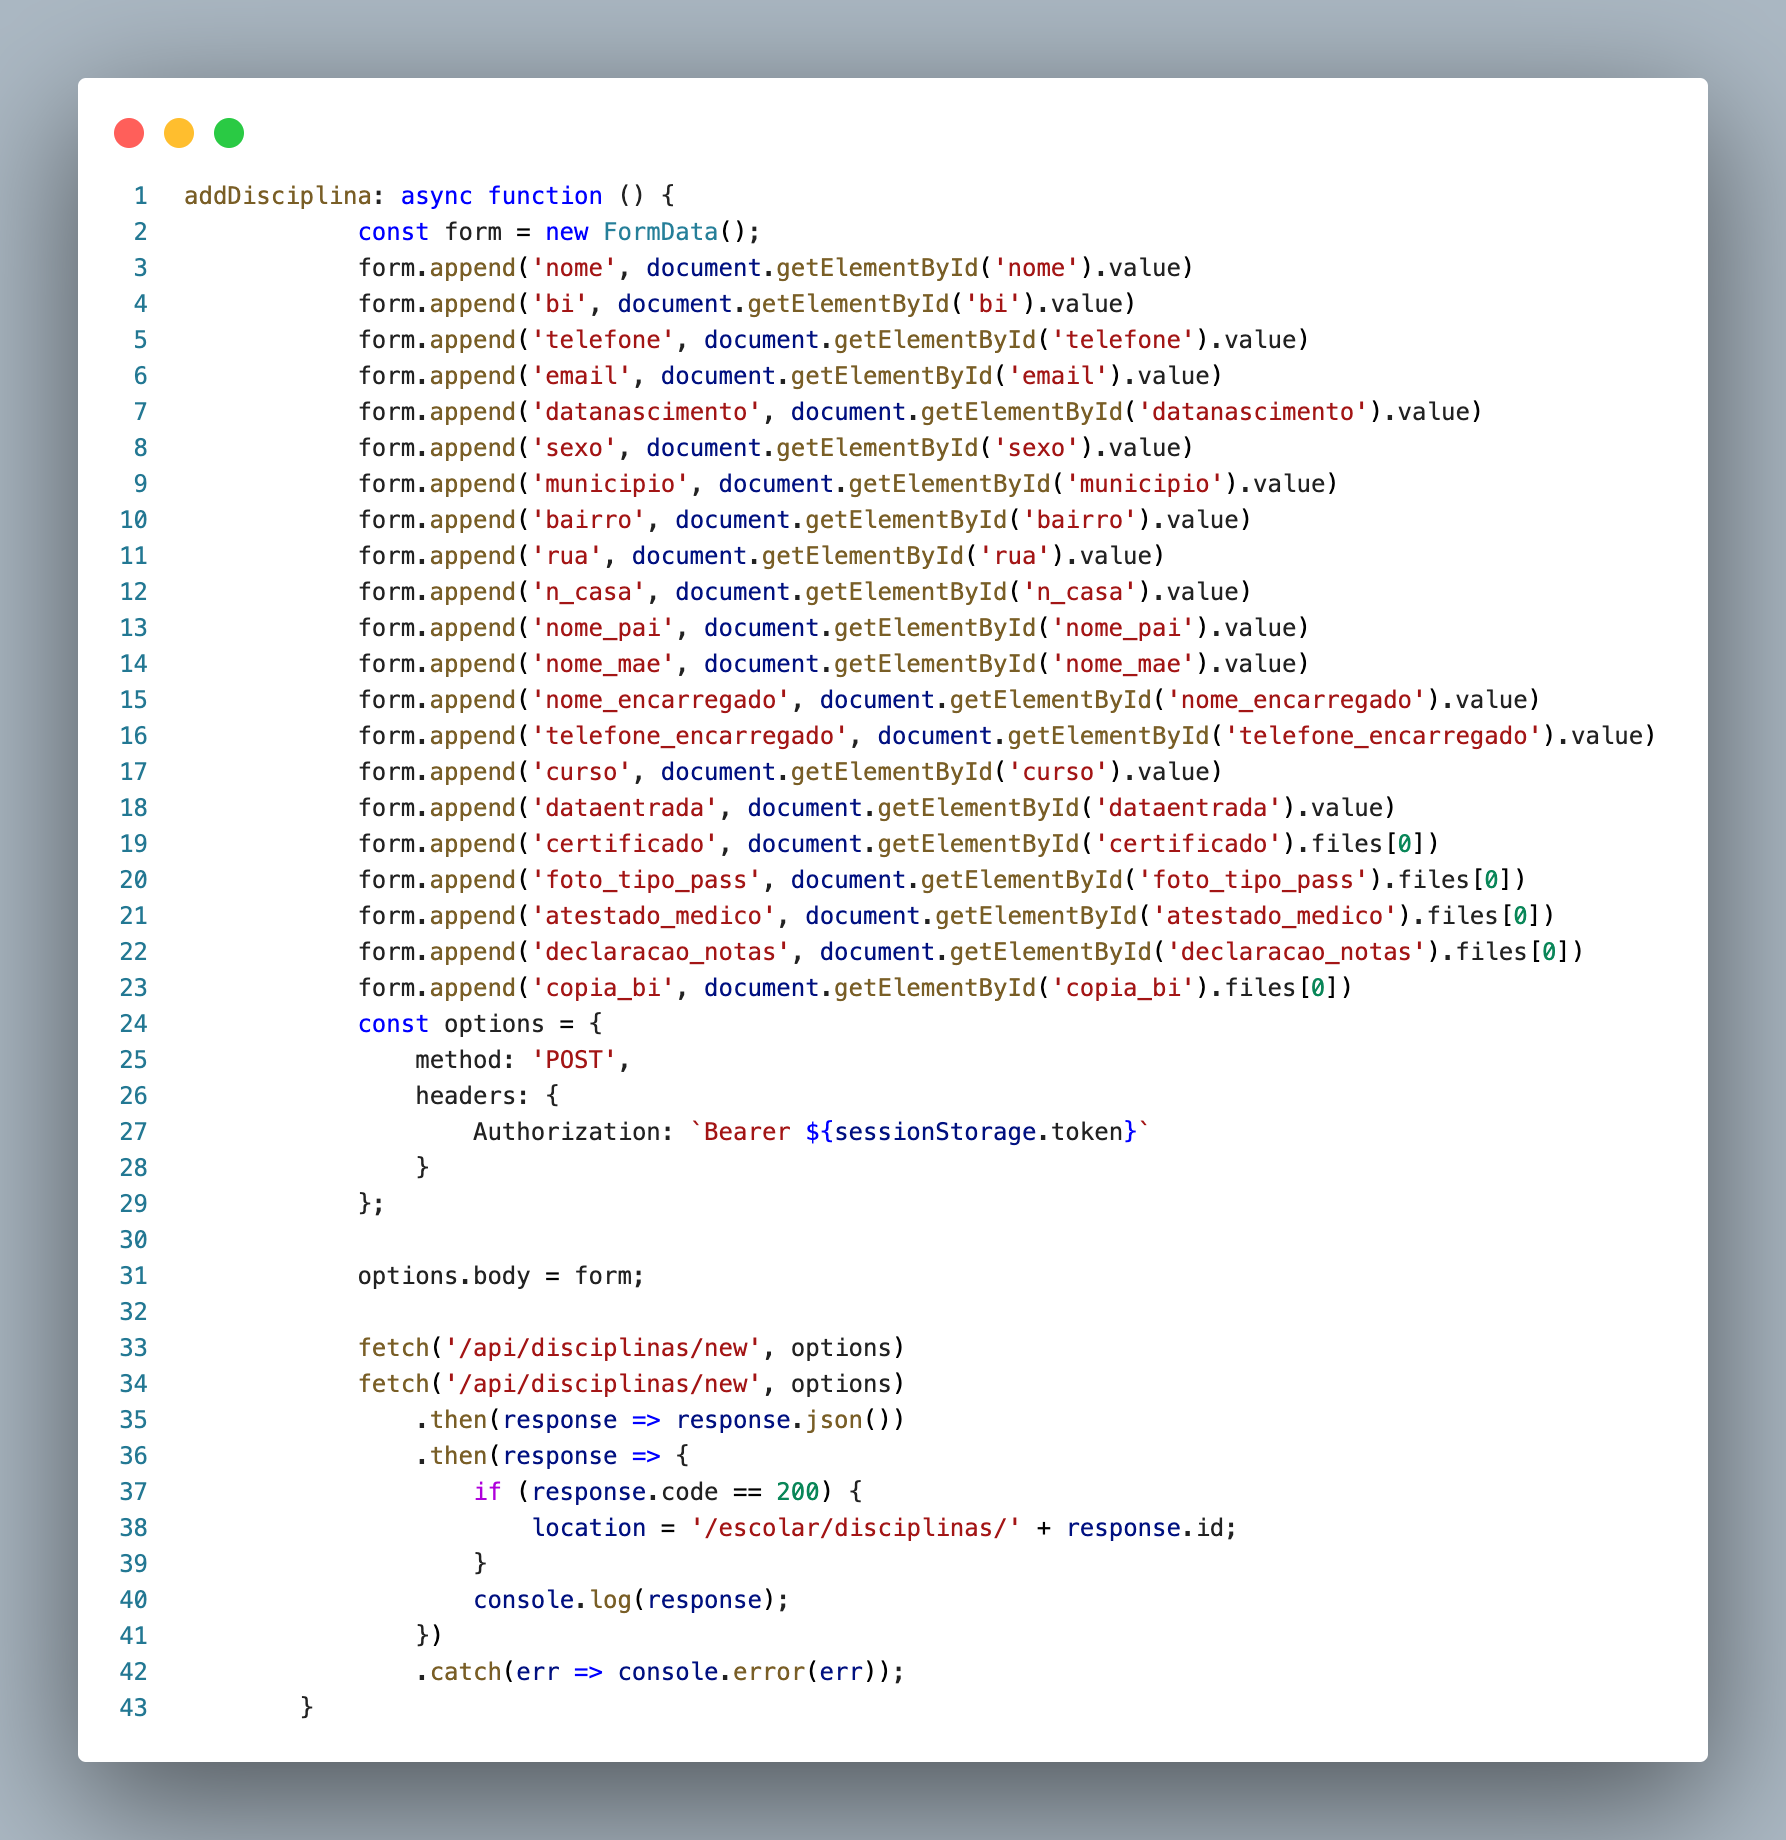 1 addDisciplina: async function () {
2 const form = new FormData();
3 form.append('nome', document.getElementById('nome').value)
4 form.append('bi', document.getElementById('bi').value)
5 form.append('telefone', document.getElementById('telefone').value)
6 form.append('email', document.getElementById('email').value)
7 form.append('datanascimento', document.getElementById('datanascimento').value)
8 form.append('sexo', document.getElementById('sexo').value)
9 form.append('municipio', document.getElementById('municipio').value)
10 form.append('bairro', document.getElementById('bairro').value)
11 form.append('rua', document.getElementById('rua').value)
12 form.append('n_casa', document.getElementById('n_casa').value)
13 form.append('nome_pai', document.getElementById('nome_pai').value)
14 form.append('nome_mae', document.getElementById('nome_mae').value)
15 form.append('nome_encarregado', document.getElementById('nome_encarregado').value)
16 form.append('telefone_encarregado', document.getElementById('telefone_encarregado').value)
17 form.append('curso', document.getElementById('curso').value)
18 form.append('dataentrada', document.getElementById('dataentrada').value)
19 form.append('certificado', document.getElementById('certificado').files[0])
20 form.append('foto_tipo_pass', document.getElementById('foto_tipo_pass').files[0])
21 form.append('atestado_medico', document.getElementById('atestado_medico').files[0])
22 form.append('declaracao_notas', document.getElementById('declaracao_notas').files[0])
23 form.append('copia_bi', document.getElementById('copia_bi').files[0])
24 const options = {
25 method: 'POST',
26 headers: {
27 Authorization: `Bearer ${sessionStorage.token}`
28 }
29 };
30
31 options.body = form;
32
33 fetch('/api/disciplinas/new', options)
34 fetch('/api/disciplinas/new', options)
35 .then(response => response.json())
36 .then(response => {
37 if (response.code == 200) {
38 location = '/escolar/disciplinas/' + response.id;
39 }
40 console.log(response);
41 })
42 .catch(err => console.error(err));
43 }